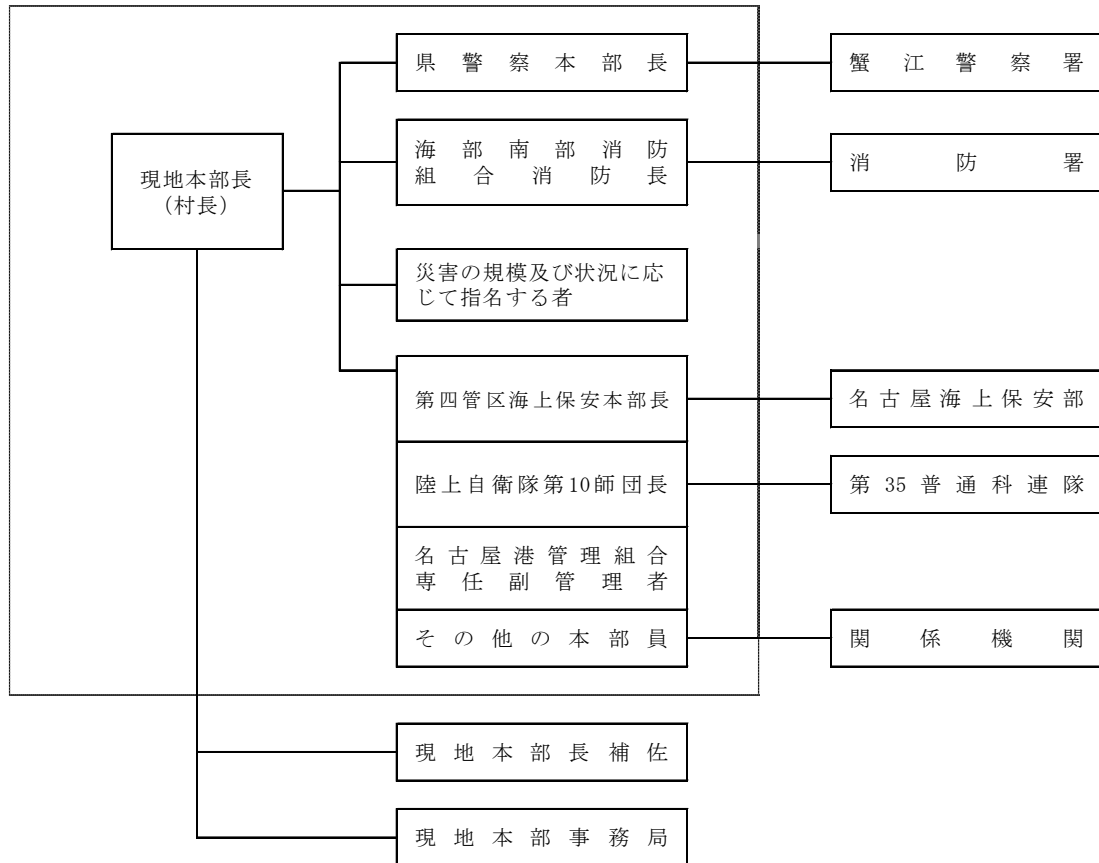 県警察本部長
蟹江警察署
海部南部消防
組合消防長
消防署
現地本部長
(村長)
災害の規模及び状況に応
じて指名する者
第四管区海上保安本部長
名古屋海上保安部
陸上自衛隊第10師団長
第35普通科連隊
名古屋港管理組合
専任副管理者
その他の本部員
関係機関
現地本部長補佐
現地本部事務局